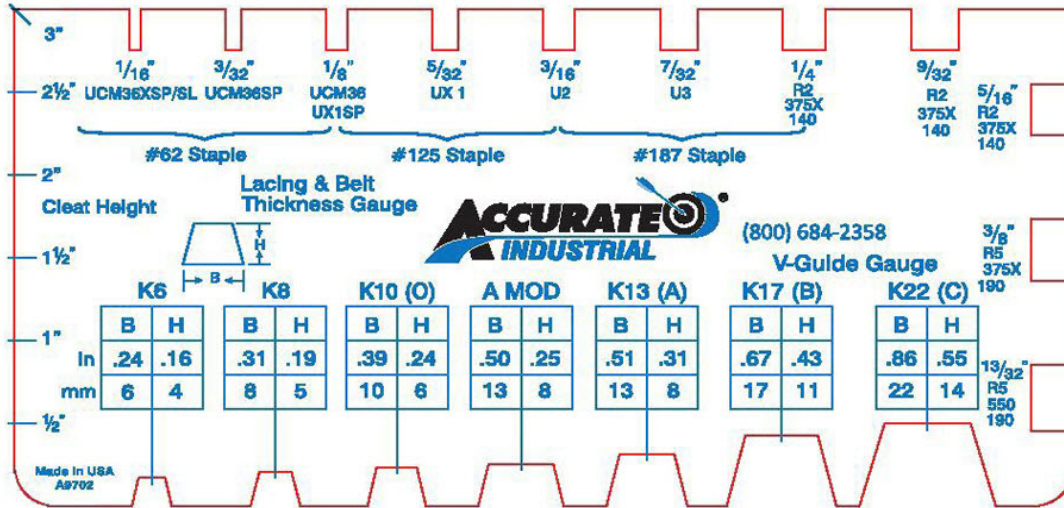 3"
1/16" 3/32" 1/8" 5/32" 3/16" 7/32" 1/4" 9/32"
UCM36XSP/SL UCM36SP UCM36 UX 1 U2 U3 R2 R2
UX1SP 375X 375X
140 140
2½"
5/16"
R2
375X
140
#62 Staple #125 Staple #187 Staple
2"
Cleat Height
Lacing & Belt
Thickness Gauge
H
B
ACCURATE
INDUSTRIAL
(800) 684-2358
V-Guide Gauge
3/8"
R5
375X
190
1½"
K6 K8 K10 (O) A MOD K13 (A) K17 (B) K22 (C)
B H B H B H B H B H B H B H
1"
in .24 .16 .31 .19 .39 .24 .50 .25 .51 .31 .67 .43 .86 .55
mm 6 4 8 5 10 6 13 8 13 8 17 11 22 14
13/32"
R5
550
190
½"
Made in USA
A9702